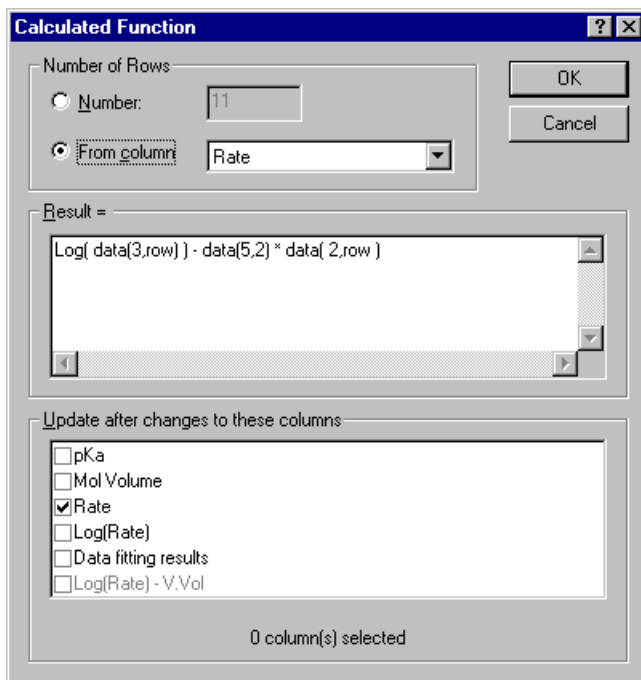 Calculated Function
Number of Rows
OK
Number:
11
Cancel
From column
Rate
Result =
Log( data(3,row) ) - data(5,2) * data( 2,row )
Update after changes to these columns
pKa
Mol Volume
Rate
Log(Rate)
Data fitting results
Log(Rate) - V.Vol
0 column(s) selected